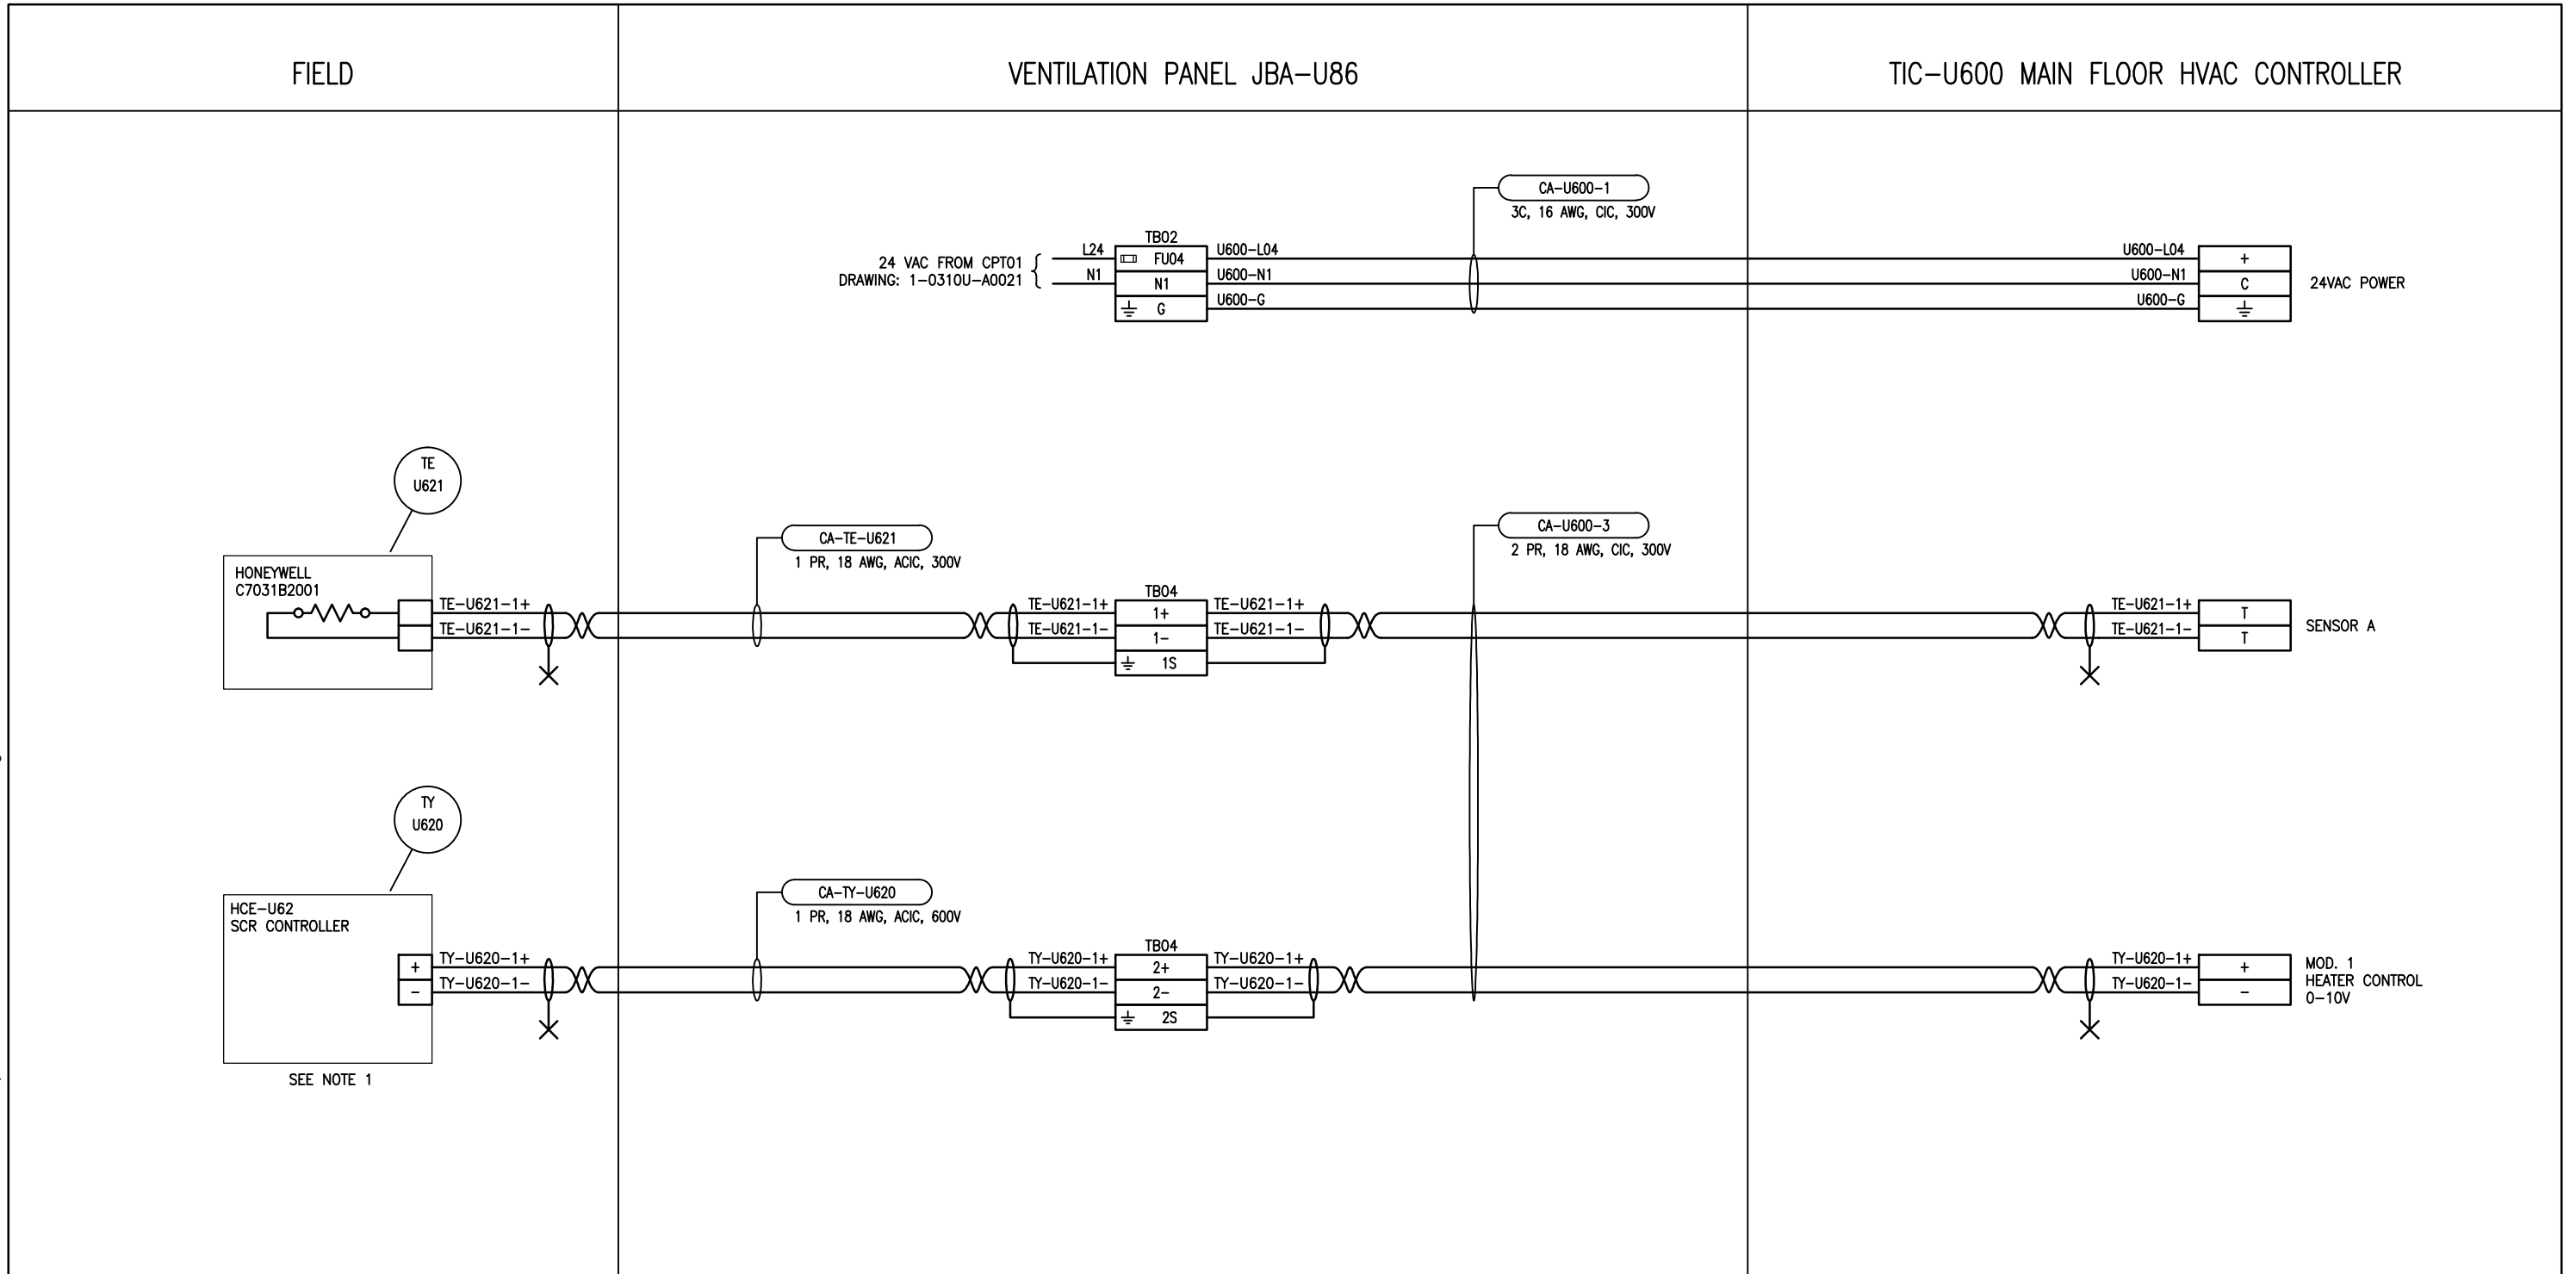 FIELD
VENTILATION PANEL JBA-U86
TIC-U600 MAIN FLOOR HVAC CONTROLLER
CA-U600-1
3C, 16 AWG, CIC, 300V
TB02
24 VAC FROM CPT01
DRAWING: 1-0310U-A0021
L24
FU04
U600-L04
U600-L04
+
N1
N1
U600-N1
U600-N1
C
24VAC POWER
G
U600-G
U600-G
TE
U621
CA-TE-U621
1 PR, 18 AWG, ACIC, 300V
CA-U600-3
2 PR, 18 AWG, CIC, 300V
HONEYWELL
C7031B2001
TB04
TE-U621-1+
TE-U621-1+
1+
TE-U621-1+
TE-U621-1+
T
TE-U621-1-
TE-U621-1-
1-
TE-U621-1-
TE-U621-1-
T
SENSOR A
1S
TY
U620
CA-TY-U620
1 PR, 18 AWG, ACIC, 600V
HCE-U62
SCR CONTROLLER
TB04
+
TY-U620-1+
TY-U620-1+
2+
TY-U620-1+
TY-U620-1+
+
-
TY-U620-1-
TY-U620-1-
2-
TY-U620-1-
TY-U620-1-
-
MOD. 1
HEATER CONTROL
0-10V
2S
SEE NOTE 1